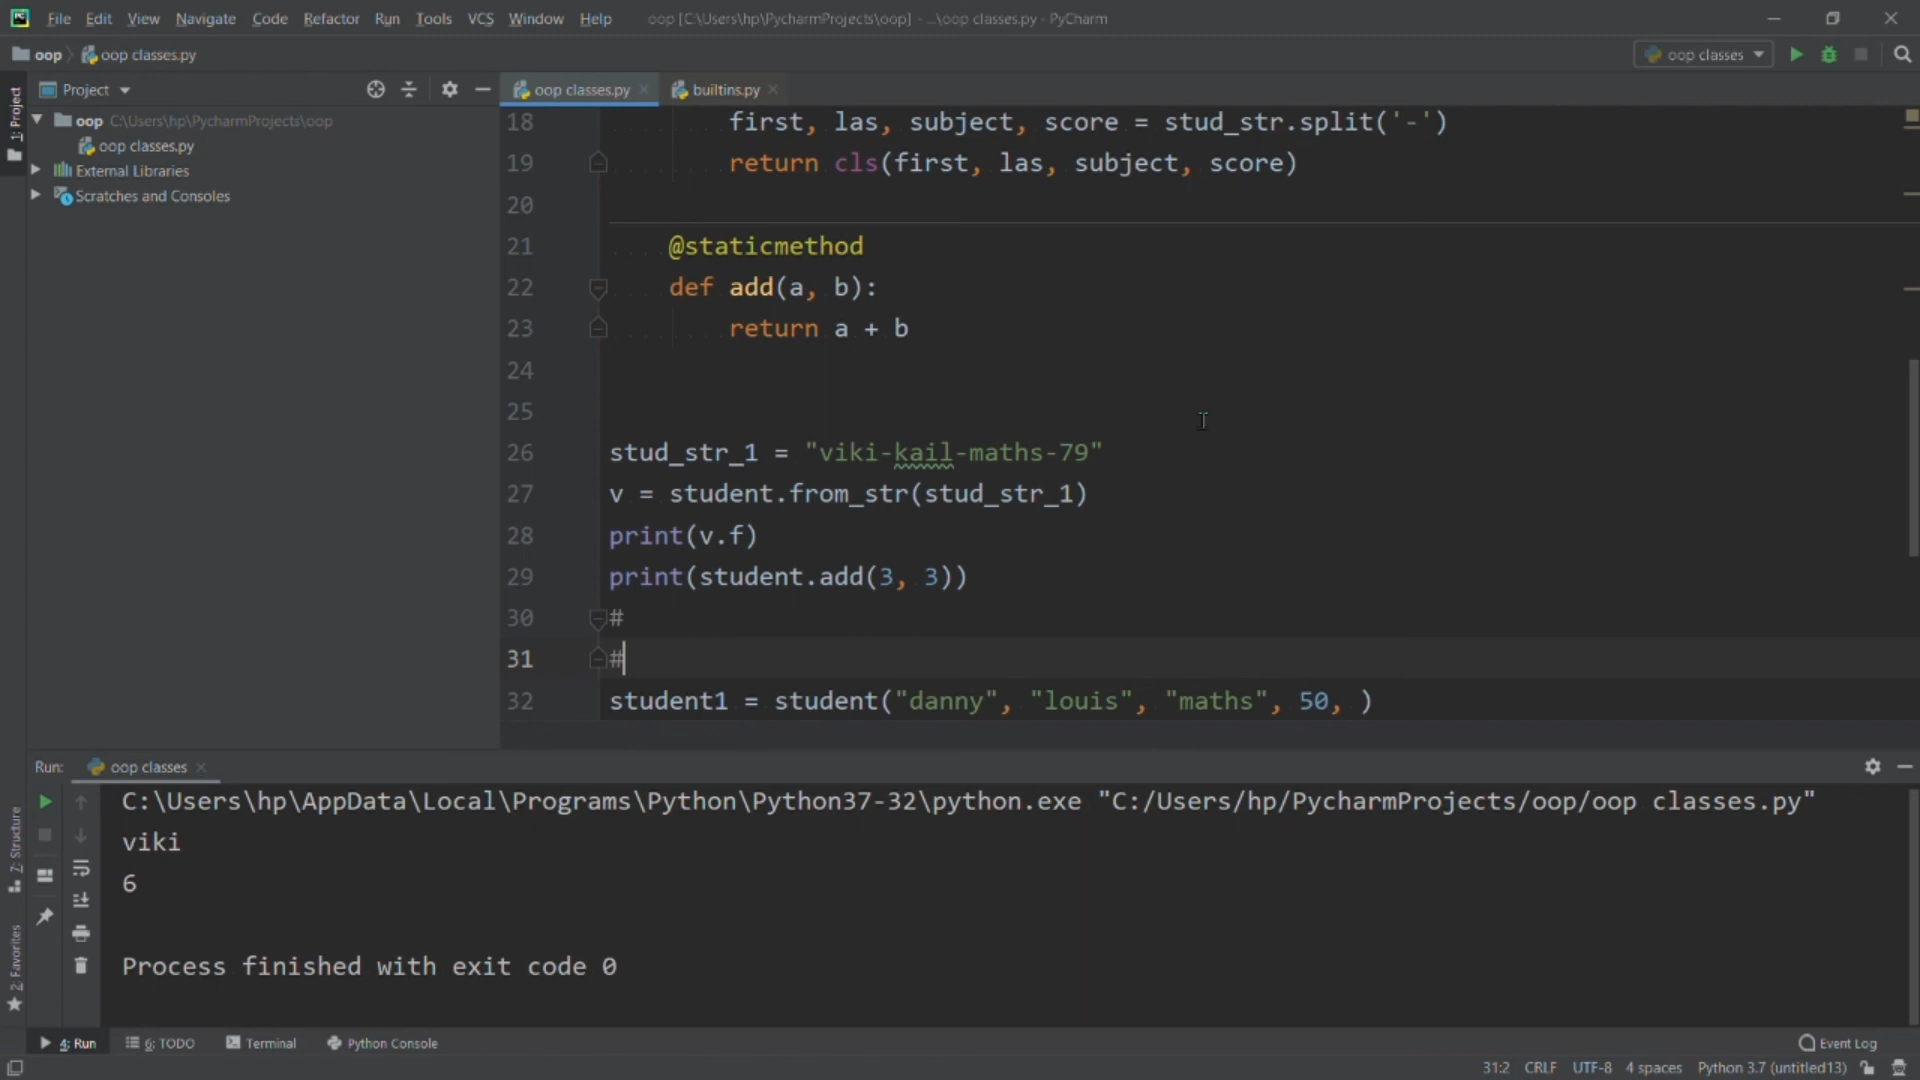 File Edit View Navigate Code Refactor Run Tools VCS Window Help oop [C:\Users\hp\PycharmProjects\oop] - ...\oop classes.py - PyCharm
oop oop classes.py oop classes
Project oop classes.py builtins.py
1: Project
oop C:\Users\hp\PycharmProjects\oop
oop classes.py
External Libraries
Scratches and Consoles
18 first, las, subject, score = stud_str.split('-')
19 return cls(first, las, subject, score)
20
21 @staticmethod
22 def add(a, b):
23 return a + b
24
25
26 stud_str_1 = "viki-kail-maths-79"
27 v = student.from_str(stud_str_1)
28 print(v.f)
29 print(student.add(3, 3))
30 #
31 #
32 student1 = student("danny", "louis", "maths", 50, )
Run: oop classes
C:\Users\hp\AppData\Local\Programs\Python\Python37-32\python.exe "C:/Users/hp/PycharmProjects/oop/oop classes.py"
viki
6
Process finished with exit code 0
Z: Structure
2: Favorites
4: Run 6: TODO Terminal Python Console Event Log
31:2 CRLF UTF-8 4 spaces Python 3.7 (untitled13)